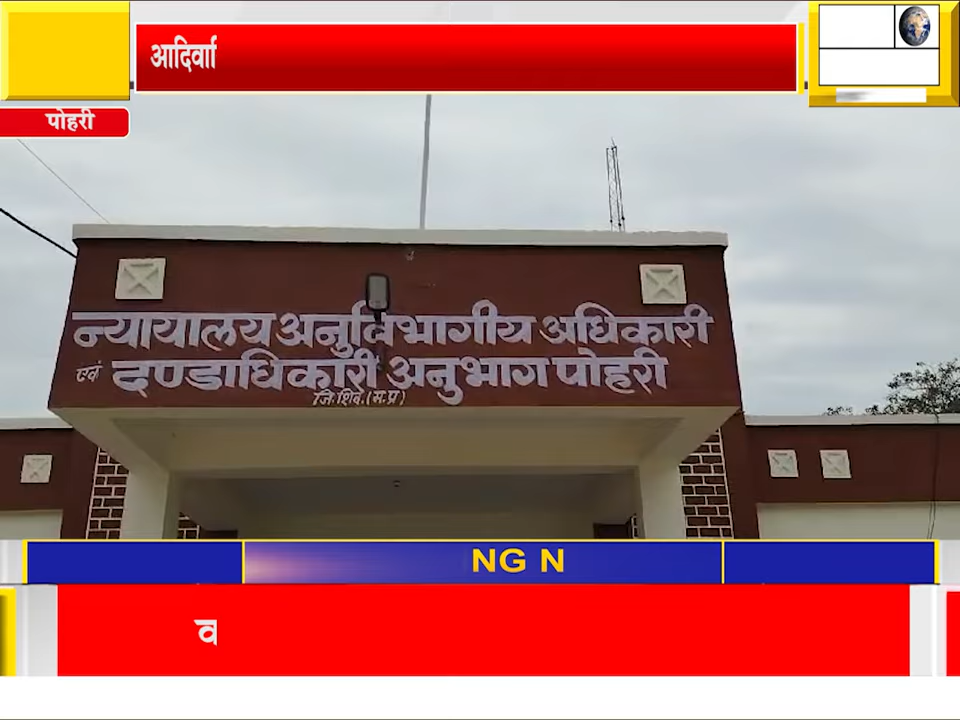 आदिवा
पोहरी
न्यायालय अनुविभागीय अधिकारी
एवं दण्डाधिकारी अनुभाग पोहरी
जि. शिव. (म.प्र)
NG N
व